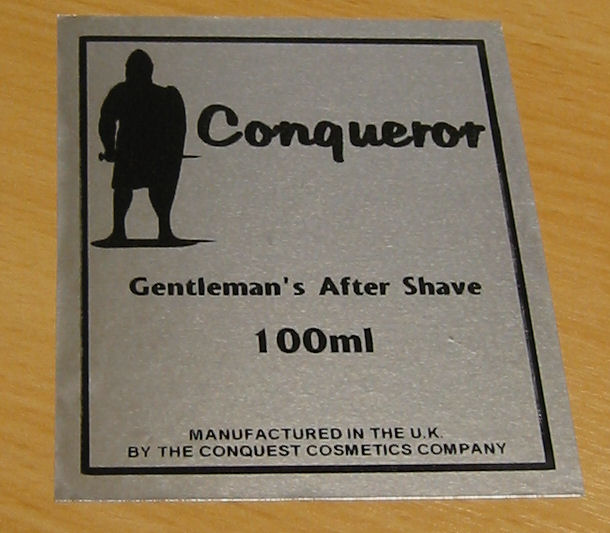 Conqueror
Gentleman's After Shave
100ml
MANUFACTURED IN THE U.K.
BY THE CONQUEST COSMETICS COMPANY